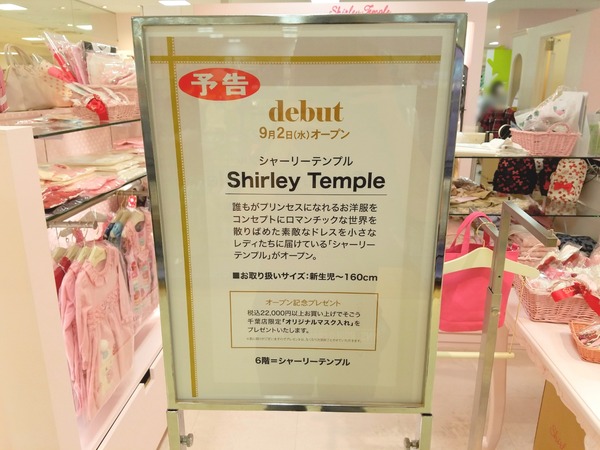 Shirley Temple
予告
debut
9月2日(水)オープン
シャーリーテンプル
Shirley Temple
誰もがプリンセスになれるお洋服を
コンセプトにロマンチックな世界を
散りばめた素敵なドレスを小さな
レディたちに届けている「シャーリー
テンプル」がオープン。
■お取り扱いサイズ：新生児〜160cm
オープン記念プレゼント
税込22,000円以上お買い上げでそごう
千葉店限定「オリジナルマスク入れ」を
プレゼントいたします。
6階＝シャーリーテンプル